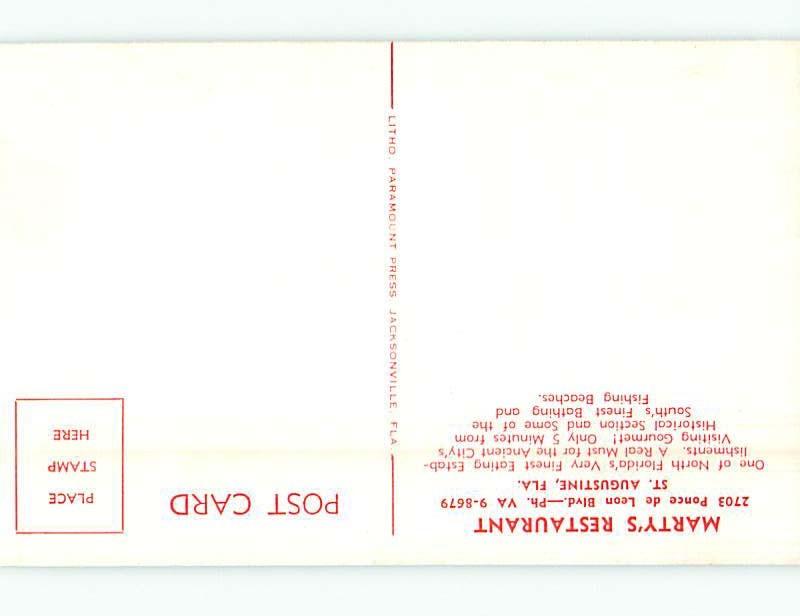 MARTY'S RESTAURANT
2703 Ponce de Leon Blvd.—Ph. VA 9-8679
ST. AUGUSTINE, FLA.
One of North Florida's Very Finest Eating Estab-
lishments. A Real Must for the Ancient City's
Visiting Gourmet! Only 5 Minutes from
Historical Section and Some of the
South's Finest Bathing and
Fishing Beaches.
POST CARD
PLACE
STAMP
HERE
LITHO. PARAMOUNT PRESS JACKSONVILLE, FLA